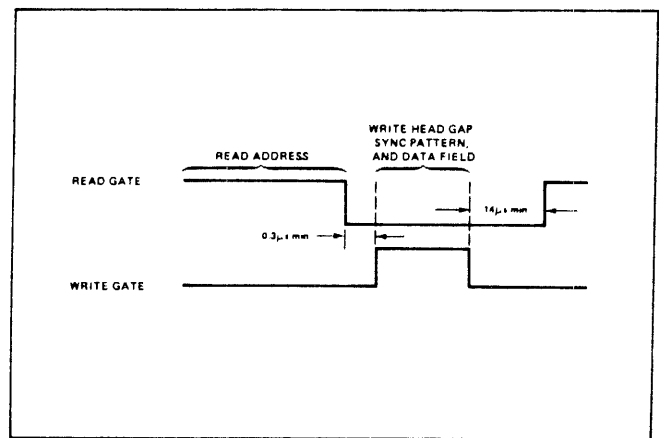 WRITE HEAD GAP
SYNC PATTERN,
AND DATA FIELD
READ ADDRESS
READ GATE
14μs min
0.3μs min
WRITE GATE